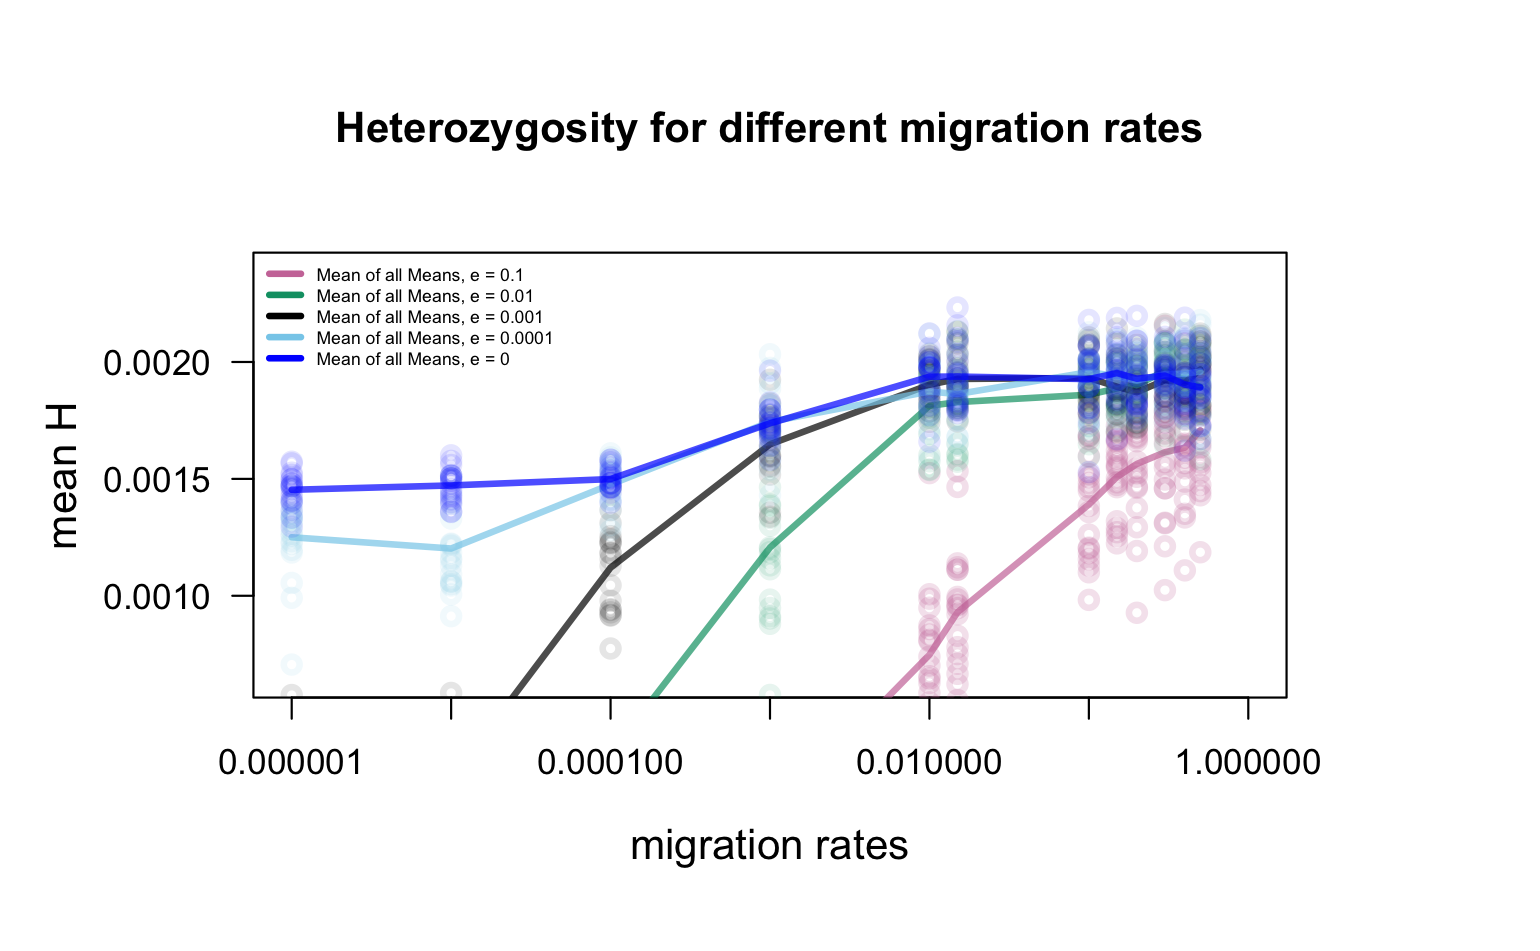 Heterozygosity for different migration rates
Mean of all Means, e = 0.1
Mean of all Means, e = 0.01
Mean of all Means, e = 0.001
Mean of all Means, e = 0.0001
Mean of all Means, e = 0
0.0020
0.0015
0.0010
mean H
0.000001
0.000100
0.010000
1.000000
migration rates